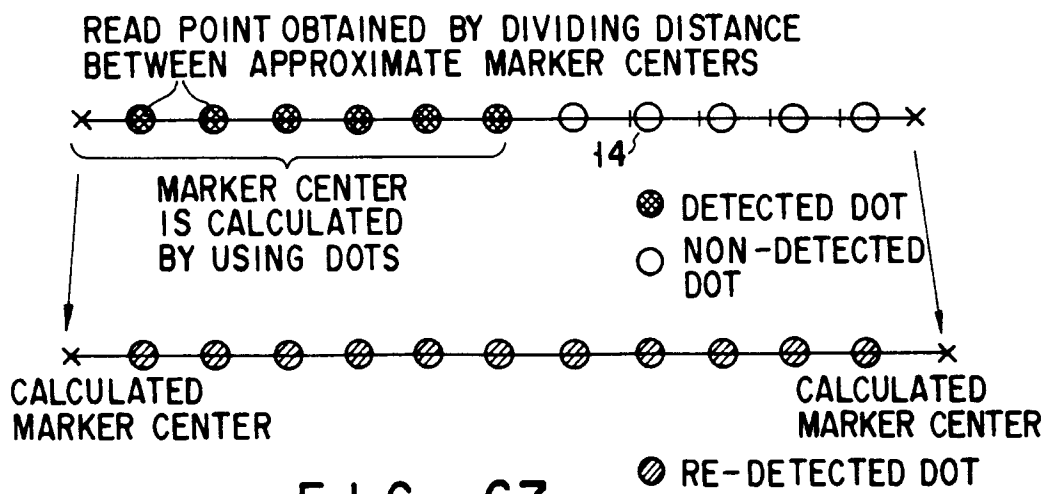 READ POINT OBTAINED BY DIVIDING DISTANCE
BETWEEN APPROXIMATE MARKER CENTERS
14
MARKER CENTER
IS CALCULATED
BY USING DOTS
DETECTED DOT
NON-DETECTED
DOT
CALCULATED
MARKER CENTER
CALCULATED
MARKER CENTER
RE-DETECTED DOT